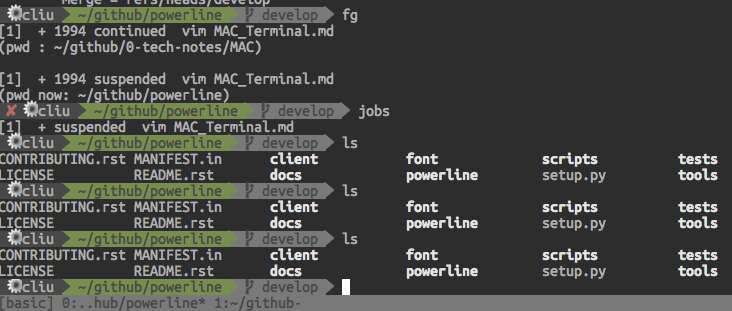 Merge = refs/heads/develop
cliu ~/github/powerline develop fg
[1]  + 1994 continued  vim MAC_Terminal.md
(pwd : ~/github/0-tech-notes/MAC)
[1]  + 1994 suspended  vim MAC_Terminal.md
(pwd now: ~/github/powerline)
✘ cliu ~/github/powerline develop jobs
[1]  + suspended  vim MAC_Terminal.md
cliu ~/github/powerline develop ls
CONTRIBUTING.rst MANIFEST.in client font scripts tests
LICENSE README.rst docs powerline setup.py tools
cliu ~/github/powerline develop ls
CONTRIBUTING.rst MANIFEST.in client font scripts tests
LICENSE README.rst docs powerline setup.py tools
cliu ~/github/powerline develop ls
CONTRIBUTING.rst MANIFEST.in client font scripts tests
LICENSE README.rst docs powerline setup.py tools
cliu ~/github/powerline develop
[basic] 0:..hub/powerline* 1:~/github-